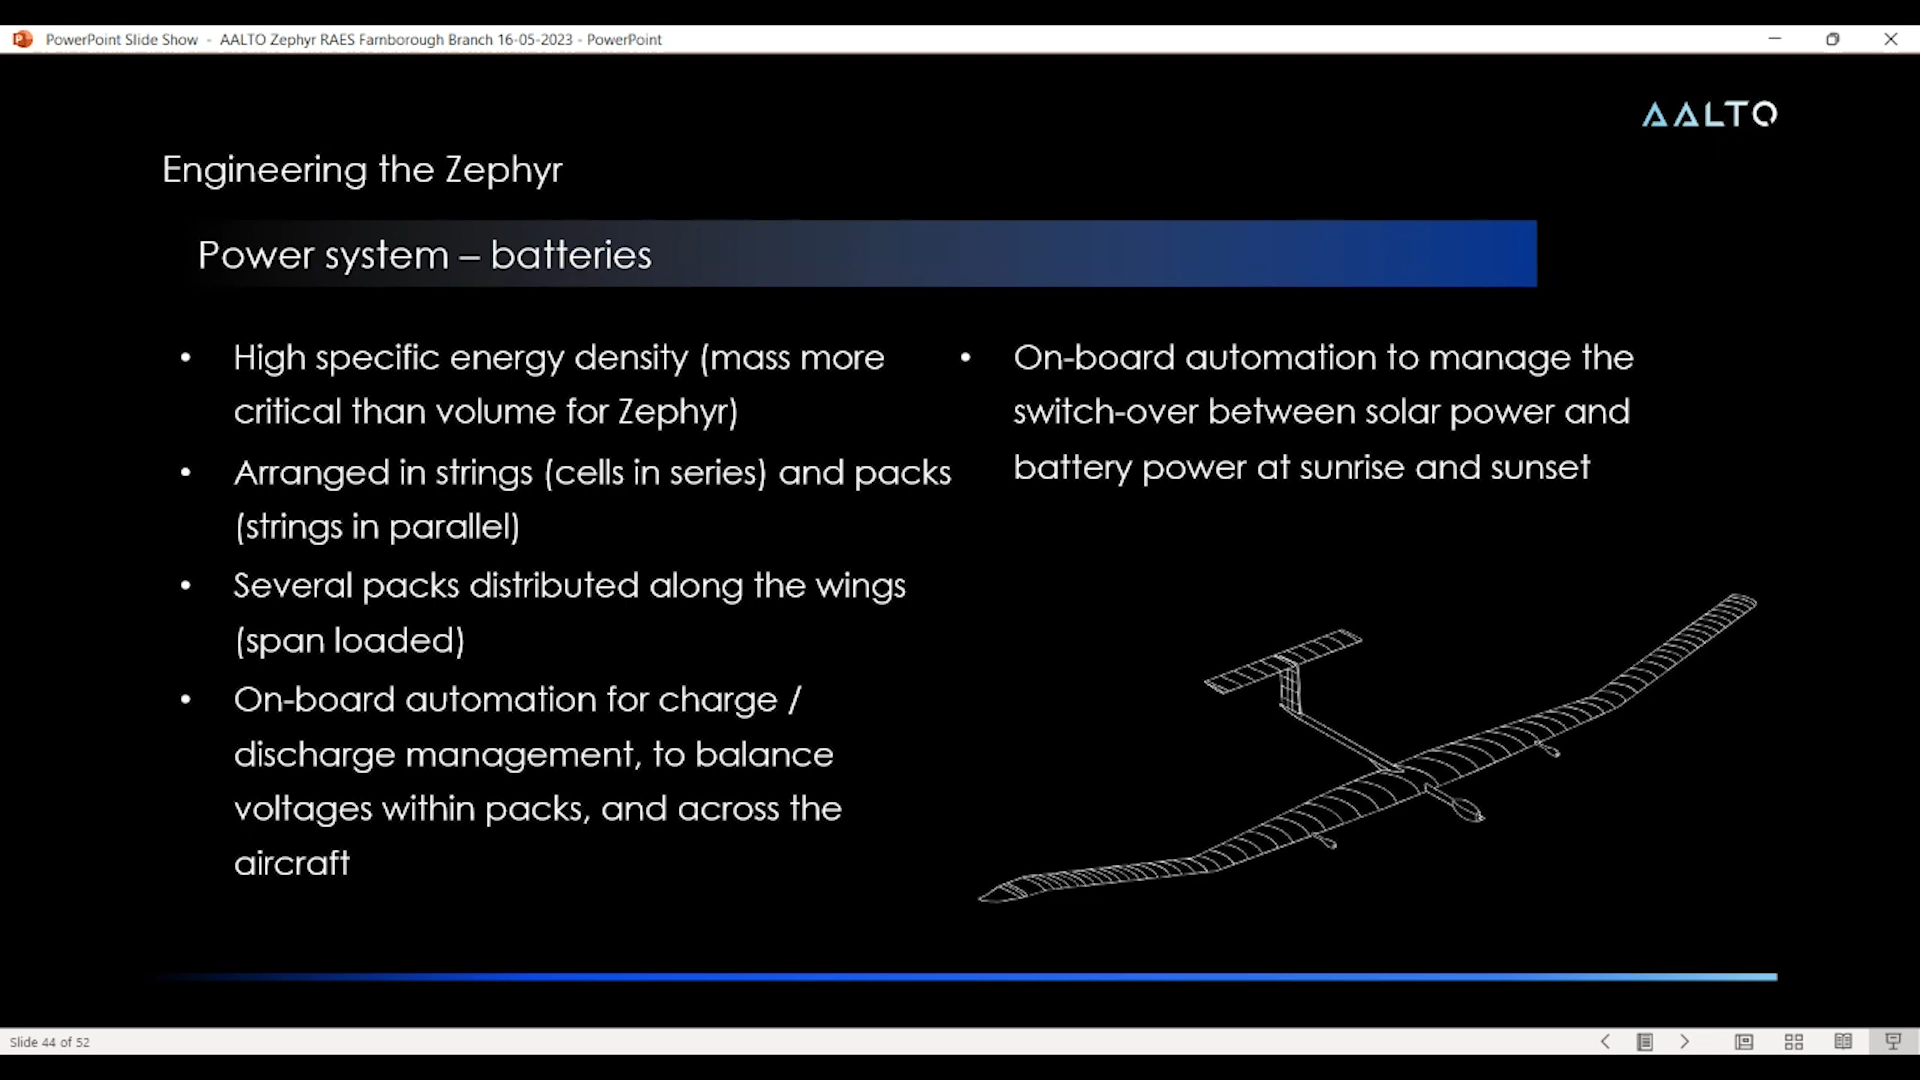 PowerPoint Slide Show - AALTO Zephyr RAES Farnborough Branch 16-05-2023 - PowerPoint
AALTO
Engineering the Zephyr
Power system – batteries
• High specific energy density (mass more
critical than volume for Zephyr)
• Arranged in strings (cells in series) and packs
(strings in parallel)
• Several packs distributed along the wings
(span loaded)
• On-board automation for charge /
discharge management, to balance
voltages within packs, and across the
aircraft
• On-board automation to manage the
switch-over between solar power and
battery power at sunrise and sunset
Slide 44 of 52